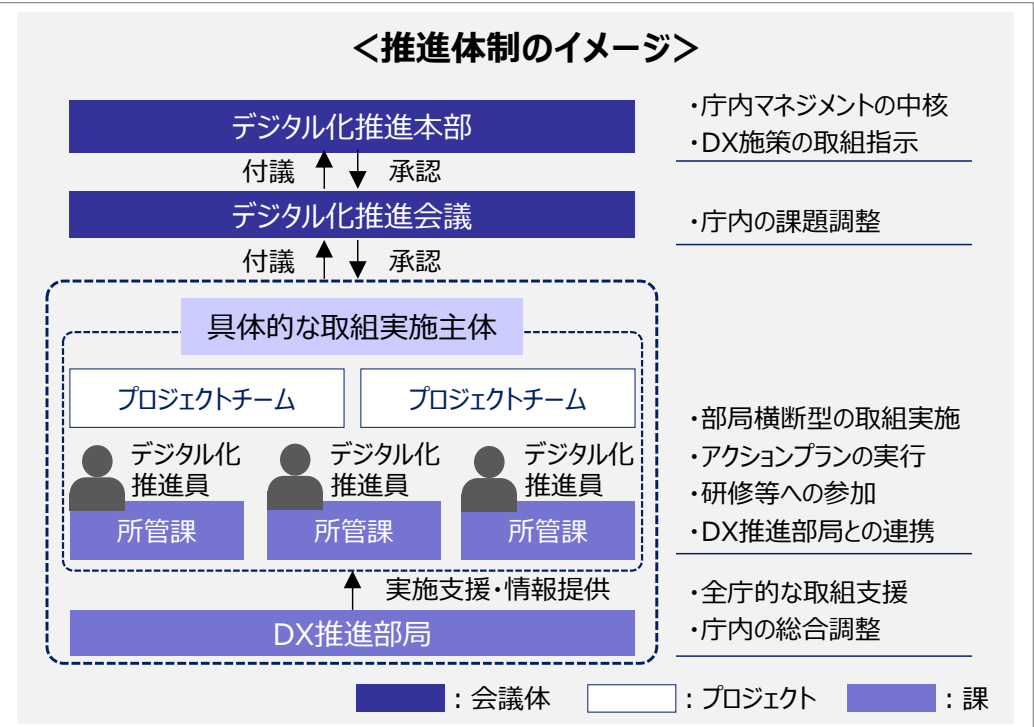 ＜推進体制のイメージ＞
デジタル化推進本部
・庁内マネジメントの中核
・DX施策の取組指示
付議 承認
デジタル化推進会議
・庁内の課題調整
付議 承認
具体的な取組実施主体
プロジェクトチーム
プロジェクトチーム
デジタル化
推進員
所管課
デジタル化
推進員
所管課
デジタル化
推進員
所管課
・部局横断型の取組実施
・アクションプランの実行
・研修等への参加
・DX推進部局との連携
実施支援・情報提供
DX推進部局
・全庁的な取組支援
・庁内の総合調整
：会議体 ：プロジェクト ：課